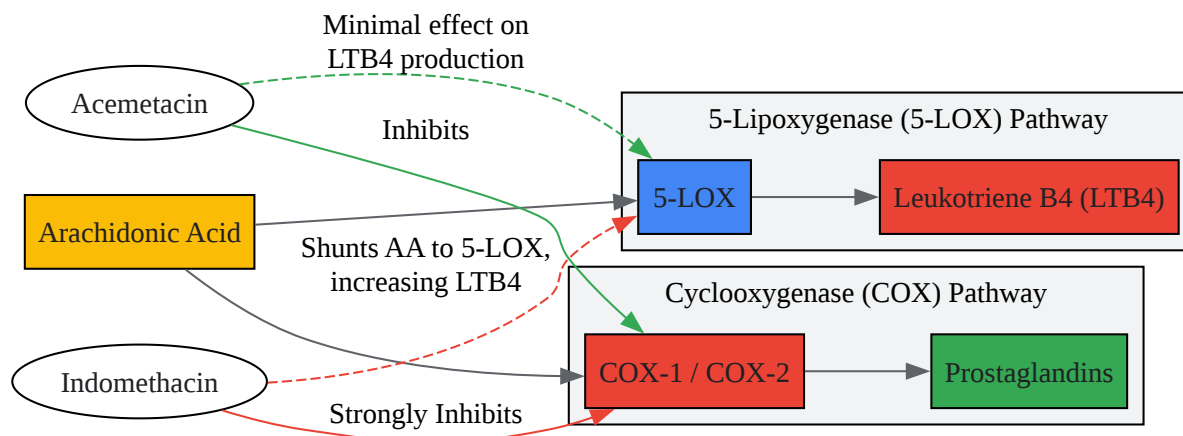 Minimal effect on
LTB4 production
Acemetacin
Inhibits
5-Lipoxygenase (5-LOX) Pathway
5-LOX
Leukotriene B4 (LTB4)
Arachidonic Acid
Shunts AA to 5-LOX,
increasing LTB4
Cyclooxygenase (COX) Pathway
COX-1 / COX-2
Prostaglandins
Indomethacin
Strongly Inhibits